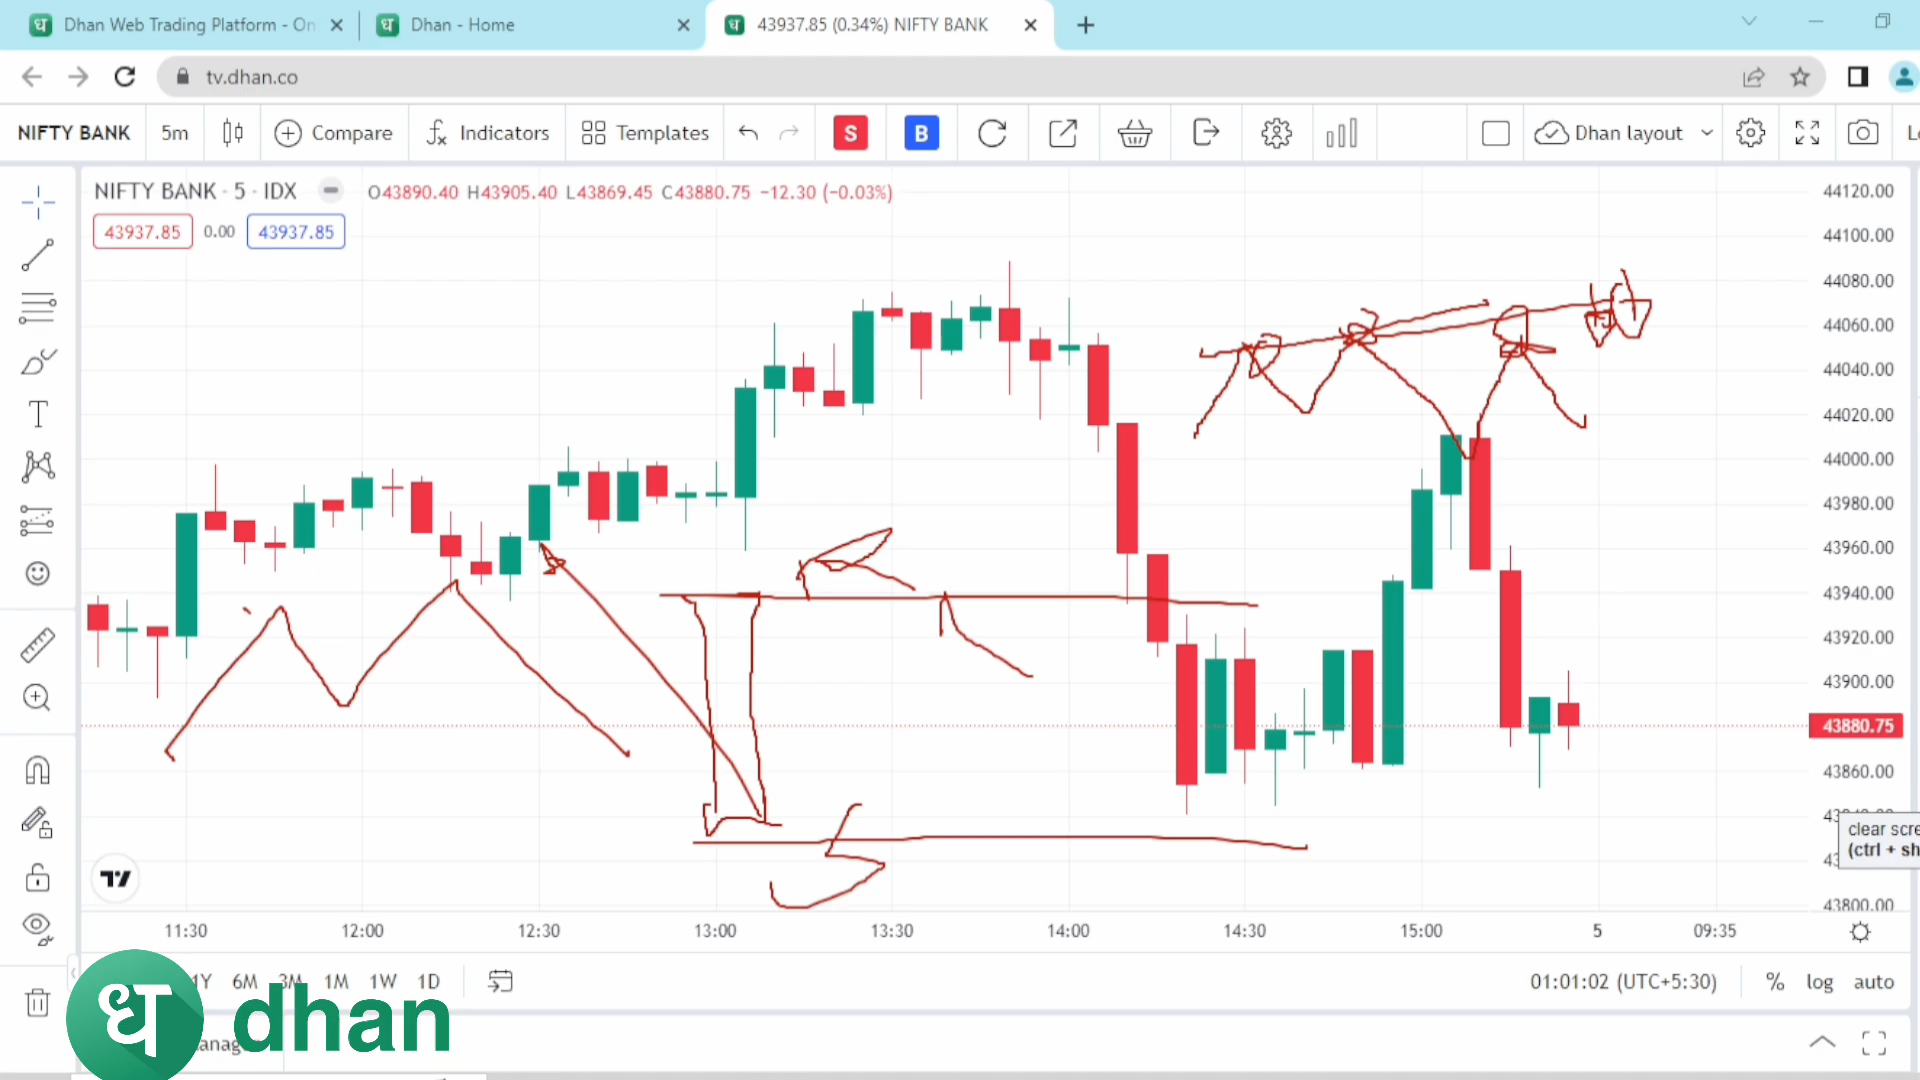 Dhan Web Trading Platform - On
Dhan - Home
43937.85 (0.34%) NIFTY BANK
tv.dhan.co
NIFTY BANK
5m
Compare
Indicators
Templates
S
B
Dhan layout
NIFTY BANK · 5 · IDX
O43890.40 H43905.40 L43869.45 C43880.75 −12.30 (−0.03%)
43937.85 0.00 43937.85
44120.00
44100.00
44080.00
44060.00
44040.00
44020.00
44000.00
43980.00
43960.00
43940.00
43920.00
43900.00
43880.75
43860.00
clear scre
(ctrl + sh
43800.00
11:30 12:00 12:30 13:00 13:30 14:00 14:30 15:00 5 09:35
1Y 6M 3M 1M 1W 1D
01:01:02 (UTC+5:30) % log auto
ध dhan